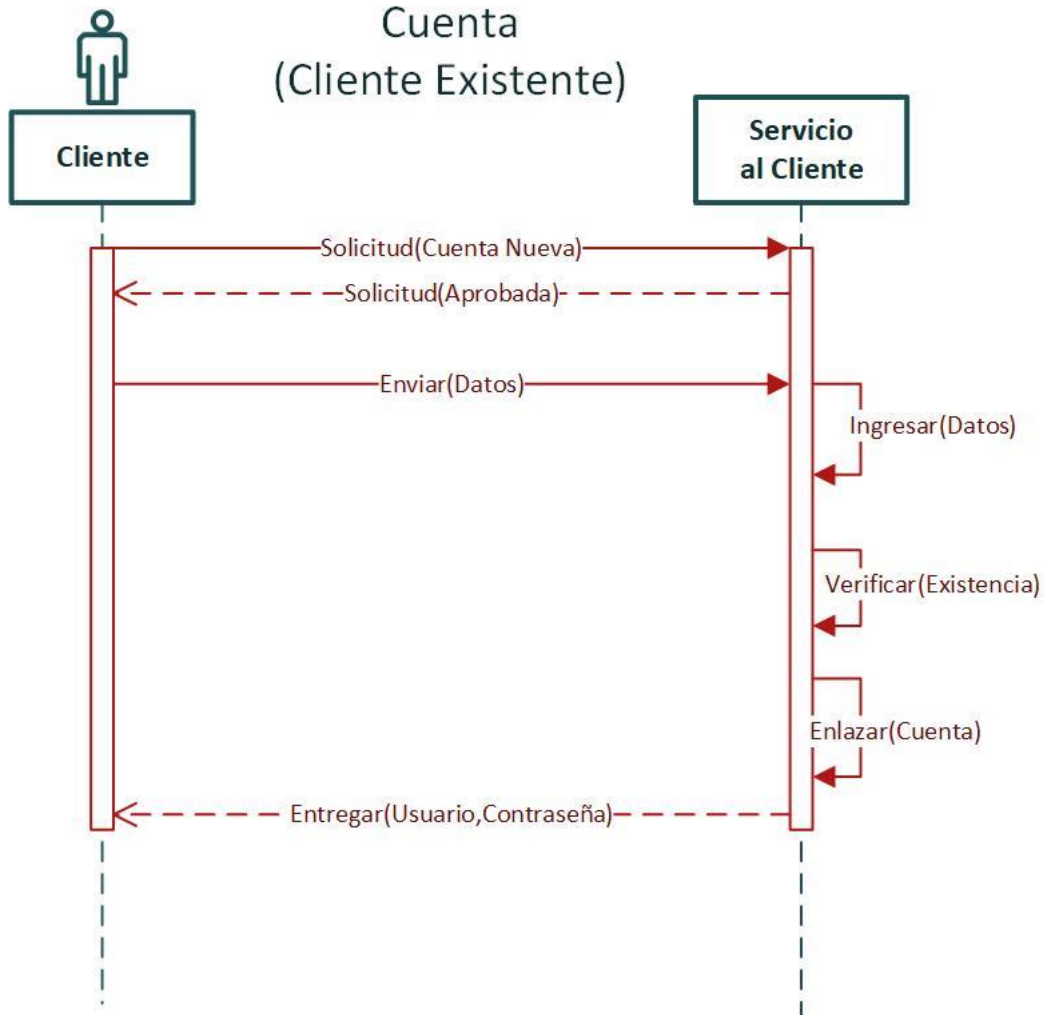 Cuenta
(Cliente Existente)
Cliente
Servicio
al Cliente
Solicitud(Cuenta Nueva)
Solicitud(Aprobada)
Enviar(Datos)
Ingresar(Datos)
Verificar(Existencia)
Enlazar(Cuenta)
Entregar(Usuario,Contraseña)